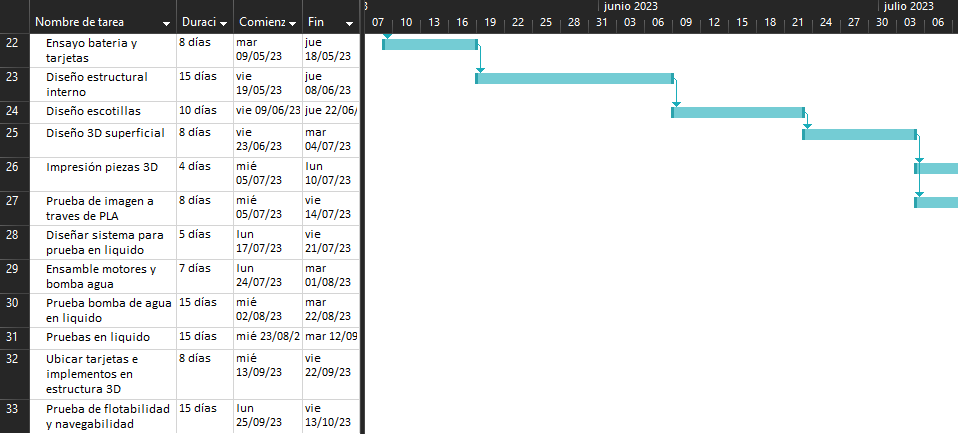 3
junio 2023
julio 2023
Nombre de tarea
Duraci
Comienz
Fin
07 10 13 16 19 22 25 28 31 03 06 09 12 15 18 21 24 27 30 03 06
22
Ensayo bateria y
tarjetas
8 días
mar
09/05/23
jue
18/05/23
23
Diseño estructural
interno
15 días
vie
19/05/23
jue
08/06/23
24
Diseño escotillas
10 días
vie 09/06/23
jue 22/06/
25
Diseño 3D superficial
8 días
vie
23/06/23
mar
04/07/23
26
Impresión piezas 3D
4 días
mié
05/07/23
lun
10/07/23
27
Prueba de imagen a
traves de PLA
8 días
mié
05/07/23
vie
14/07/23
28
Diseñar sistema para
prueba en liquido
5 días
lun
17/07/23
vie
21/07/23
29
Ensamble motores y
bomba agua
7 días
lun
24/07/23
mar
01/08/23
30
Prueba bomba de agua
en liquido
15 días
mié
02/08/23
mar
22/08/23
31
Pruebas en liquido
15 días
mié 23/08/2
mar 12/09
32
Ubicar tarjetas e
implementos en
estructura 3D
8 días
mié
13/09/23
vie
22/09/23
33
Prueba de flotabilidad
y navegabilidad
15 días
lun
25/09/23
vie
13/10/23